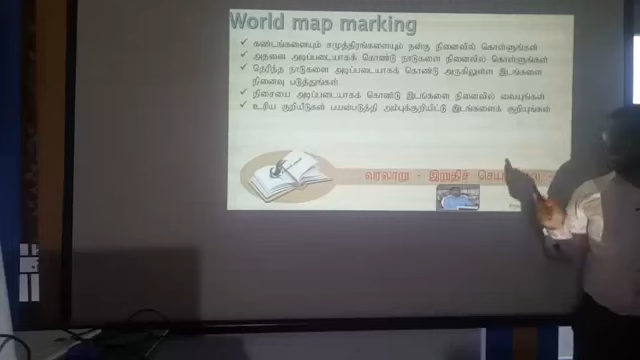 World map marking
கண்டங்களையும் சமுத்திரங்களையும் நன்கு நினைவில் கொள்ளுங்கள்
அதனை அடிப்படையாகக் கொண்டு நாடுகளை நினைவில் கொள்ளுங்கள்
தெரிந்த நாடுகளை அடிப்படையாகக் கொண்டு அருகிலுள்ள இடங்களை
நினைவு படுத்துங்கள்
திசையை அடிப்படையாகக் கொண்டு இடங்களை நினைவில் வையுங்கள்
உரிய குறியீடுகள் பயன்படுத்தி அம்புக்குறியிட்டு இடங்களைக் குறியுங்கள்
வரலாறு - இறுதிச்